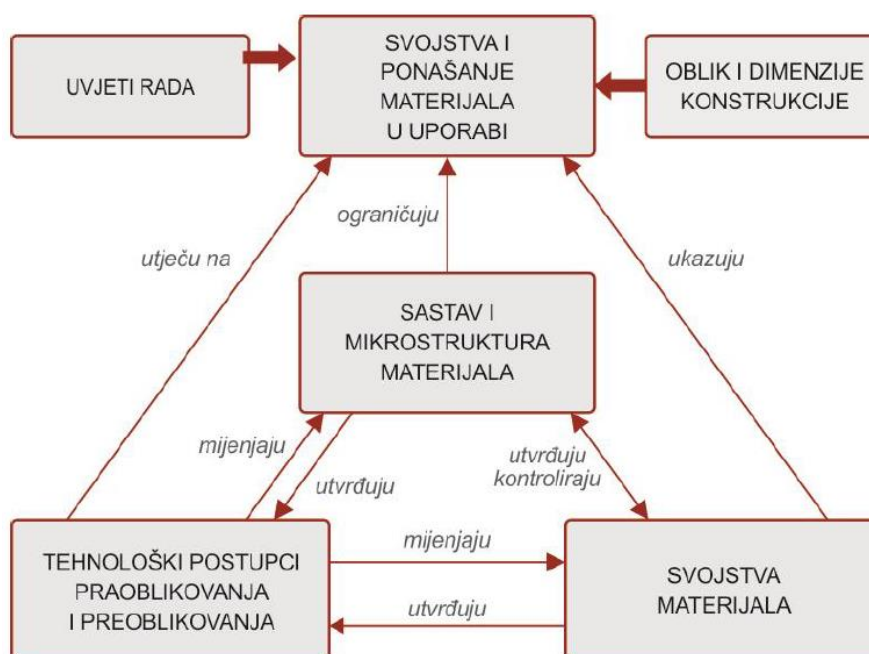 UVJETI RADA
SVOJSTVA I
PONAŠANJE
MATERIJALA
U UPORABI
OBLIK I DIMENZIJE
KONSTRUKCIJE
utječu na
ograničuju
ukazuju
SASTAV I
MIKROSTRUKTURA
MATERIJALA
mijenjaju
utvrđuju
utvrđuju
kontroliraju
TEHNOLOŠKI POSTUPCI
PRAOBLIKOVANJA
I PREOBLIKOVANJA
mijenjaju
utvrđuju
SVOJSTVA
MATERIJALA